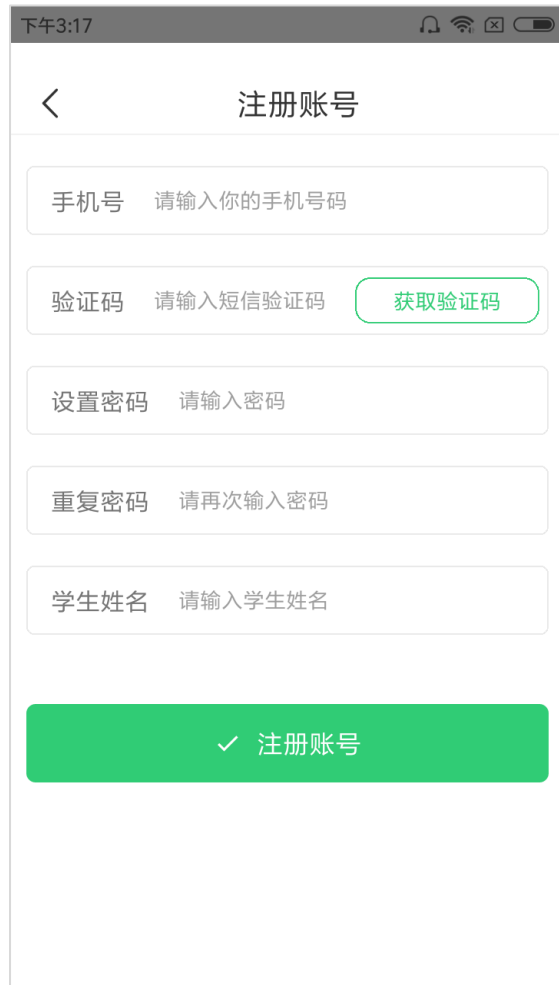 下午3:17
注册账号
手机号 请输入你的手机号码
验证码 请输入短信验证码 获取验证码
设置密码 请输入密码
重复密码 请再次输入密码
学生姓名 请输入学生姓名
注册账号